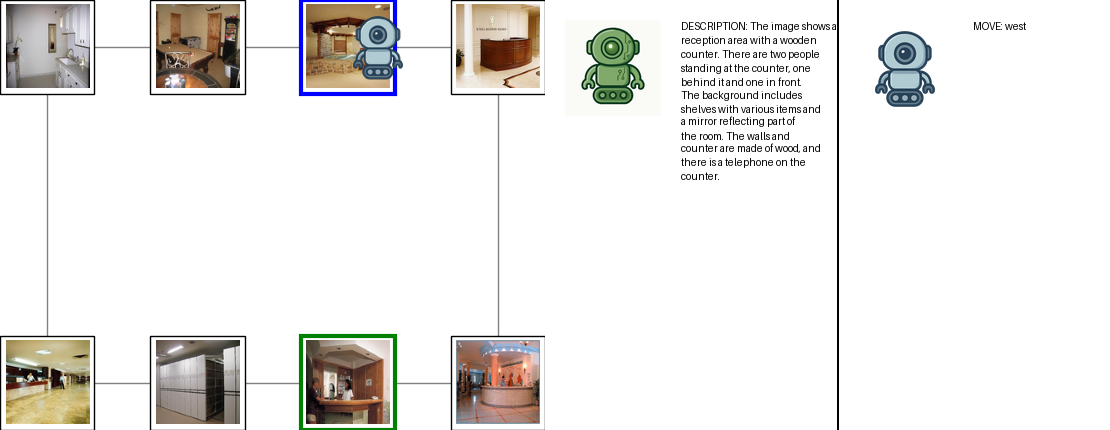 DESCRIPTION: The image shows a
reception area with a wooden
counter. There are two people
standing at the counter, one
behind it and one in front.
The background includes
shelves with various items and
a mirror reflecting part of
the room. The walls and
counter are made of wood, and
there is a telephone on the
counter.
MOVE: west